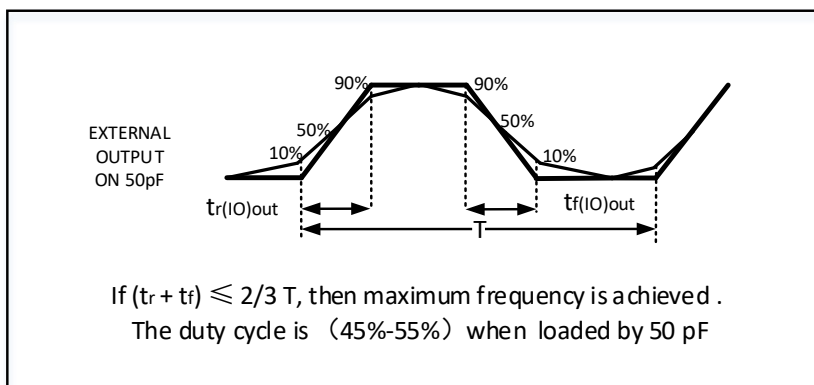 90%
90%
50%
50%
EXTERNAL
OUTPUT
ON 50pF
10%
10%
tr(IO)out
tf(IO)out
T
If (tr + tf) ≤ 2/3 T, then maximum frequency is achieved .
The duty cycle is （45%-55%）when loaded by 50 pF